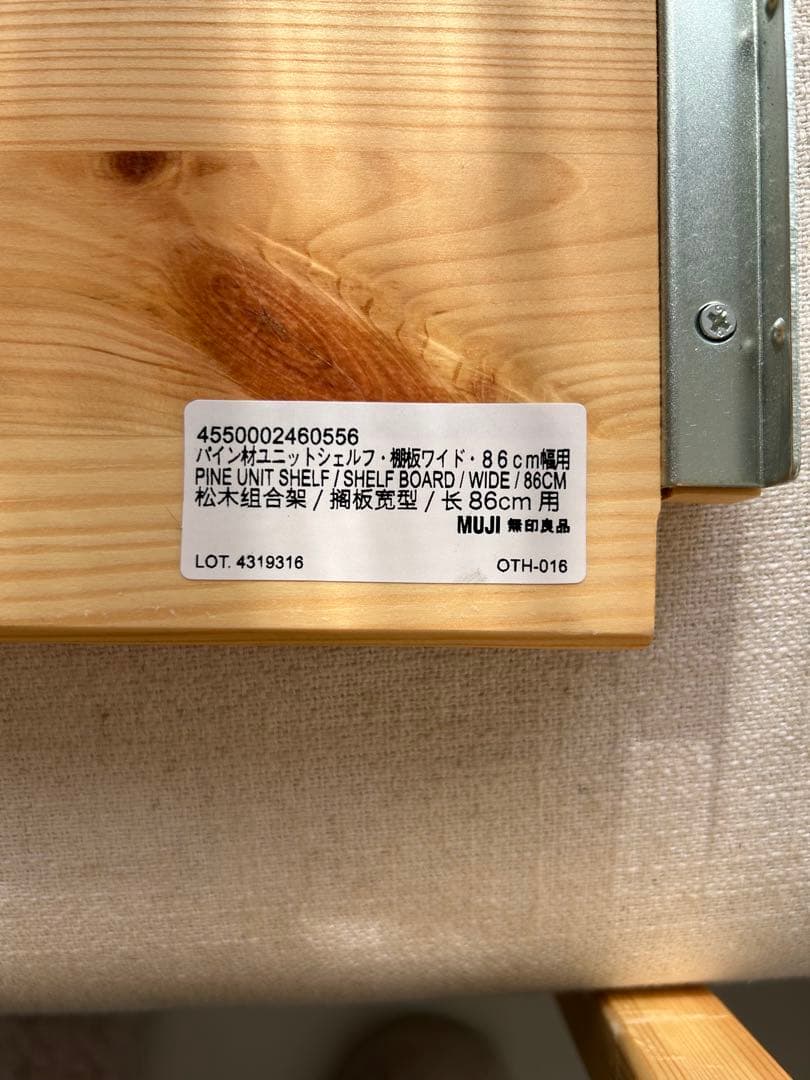 4550002460556
パイン材ユニットシェルフ・棚板ワイド・８６ｃｍ幅用
PINE UNIT SHELF / SHELF BOARD / WIDE / 86CM
松木组合架 / 搁板宽型 / 长 86cm 用
MUJI 無印良品
LOT. 4319316 OTH-016